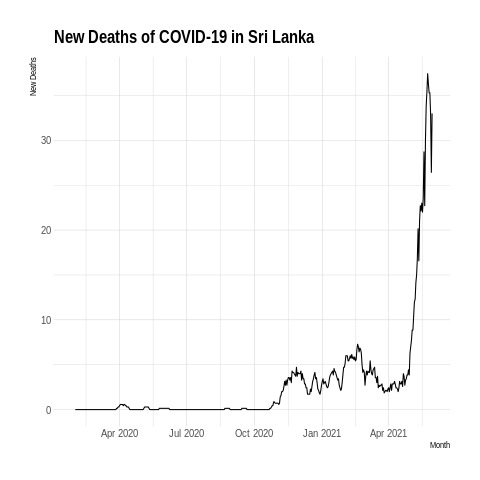 New Deaths of COVID-19 in Sri Lanka
New Deaths
30
20
10
0
Apr 2020 Jul 2020 Oct 2020 Jan 2021 Apr 2021
Month